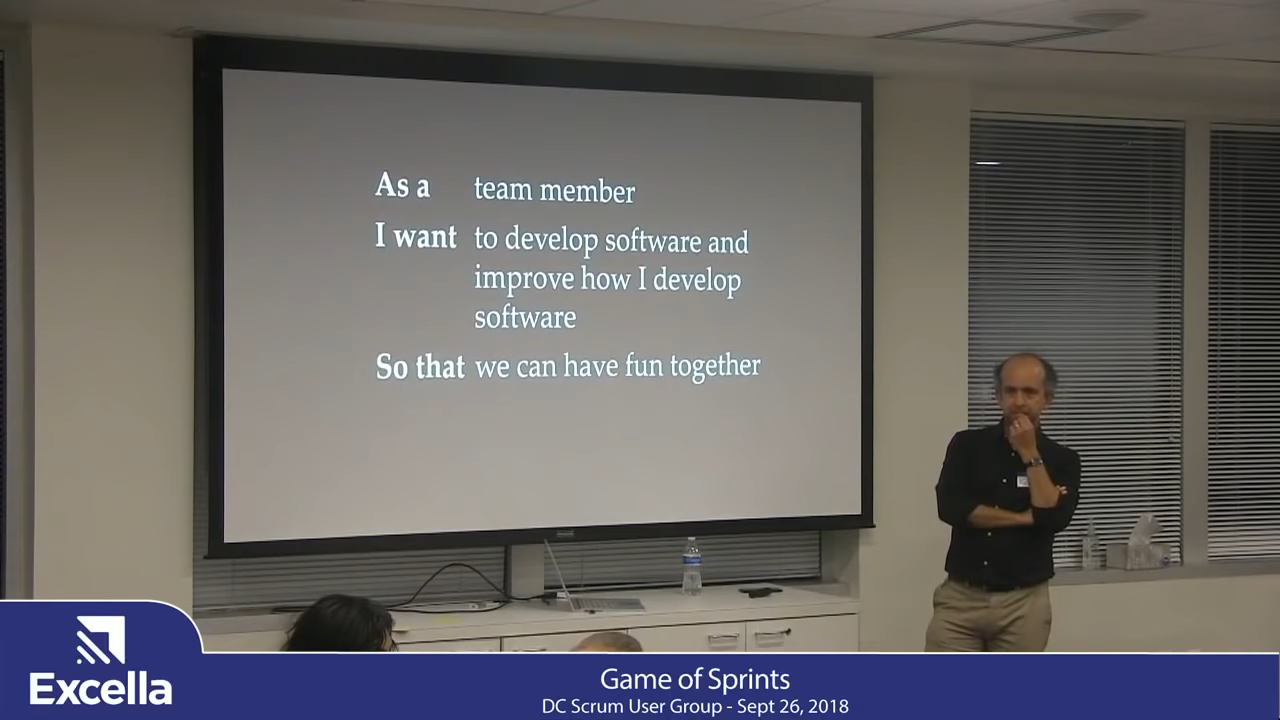 As a team member
I want to develop software and
improve how I develop
software
So that we can have fun together
Excella
Game of Sprints
DC Scrum User Group - Sept 26, 2018